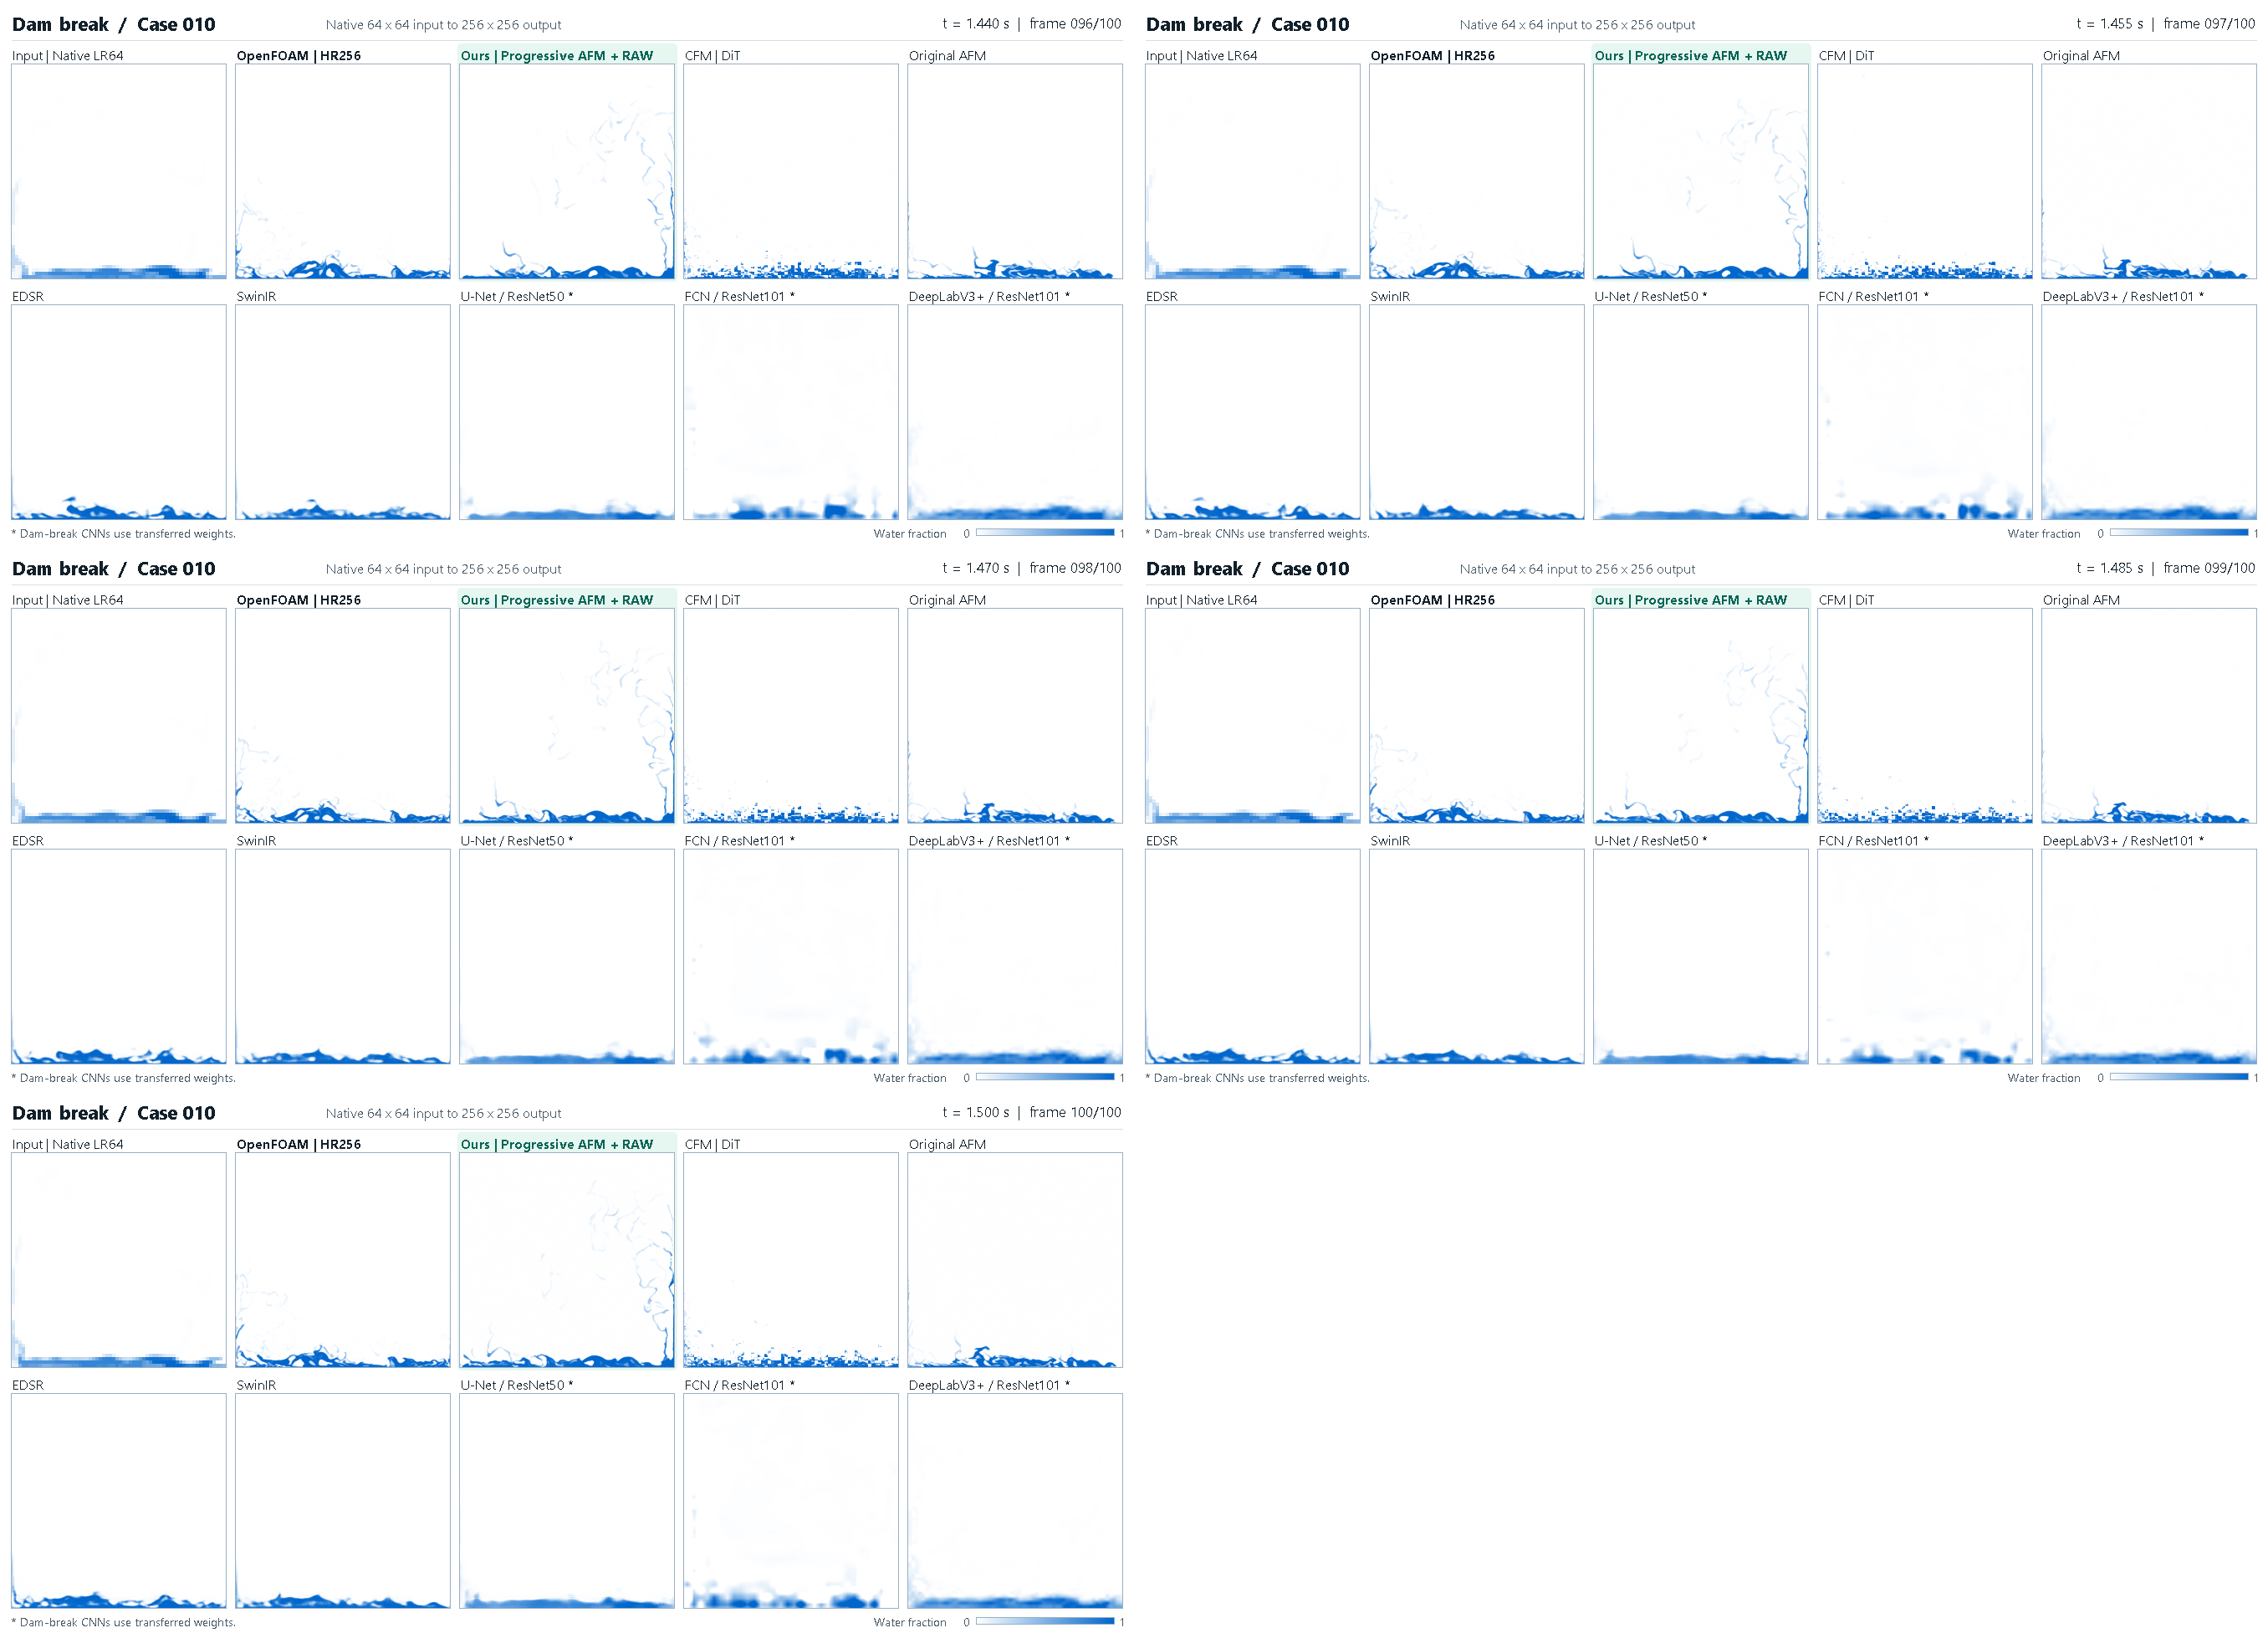 Dam break / Case 010 Native 64 x 64 input to 256 x 256 output t = 1.440 s | frame 096/100
Input | Native LR64 OpenFOAM | HR256 Ours | Progressive AFM + RAW CFM | DiT Original AFM
EDSR SwinIR U-Net / ResNet50 * FCN / ResNet101 * DeepLabV3+ / ResNet101 *
* Dam-break CNNs use transferred weights. Water fraction 0 1
Dam break / Case 010 Native 64 x 64 input to 256 x 256 output t = 1.455 s | frame 097/100
Input | Native LR64 OpenFOAM | HR256 Ours | Progressive AFM + RAW CFM | DiT Original AFM
EDSR SwinIR U-Net / ResNet50 * FCN / ResNet101 * DeepLabV3+ / ResNet101 *
* Dam-break CNNs use transferred weights. Water fraction 0 1
Dam break / Case 010 Native 64 x 64 input to 256 x 256 output t = 1.470 s | frame 098/100
Input | Native LR64 OpenFOAM | HR256 Ours | Progressive AFM + RAW CFM | DiT Original AFM
EDSR SwinIR U-Net / ResNet50 * FCN / ResNet101 * DeepLabV3+ / ResNet101 *
* Dam-break CNNs use transferred weights. Water fraction 0 1
Dam break / Case 010 Native 64 x 64 input to 256 x 256 output t = 1.485 s | frame 099/100
Input | Native LR64 OpenFOAM | HR256 Ours | Progressive AFM + RAW CFM | DiT Original AFM
EDSR SwinIR U-Net / ResNet50 * FCN / ResNet101 * DeepLabV3+ / ResNet101 *
* Dam-break CNNs use transferred weights. Water fraction 0 1
Dam break / Case 010 Native 64 x 64 input to 256 x 256 output t = 1.500 s | frame 100/100
Input | Native LR64 OpenFOAM | HR256 Ours | Progressive AFM + RAW CFM | DiT Original AFM
EDSR SwinIR U-Net / ResNet50 * FCN / ResNet101 * DeepLabV3+ / ResNet101 *
* Dam-break CNNs use transferred weights. Water fraction 0 1